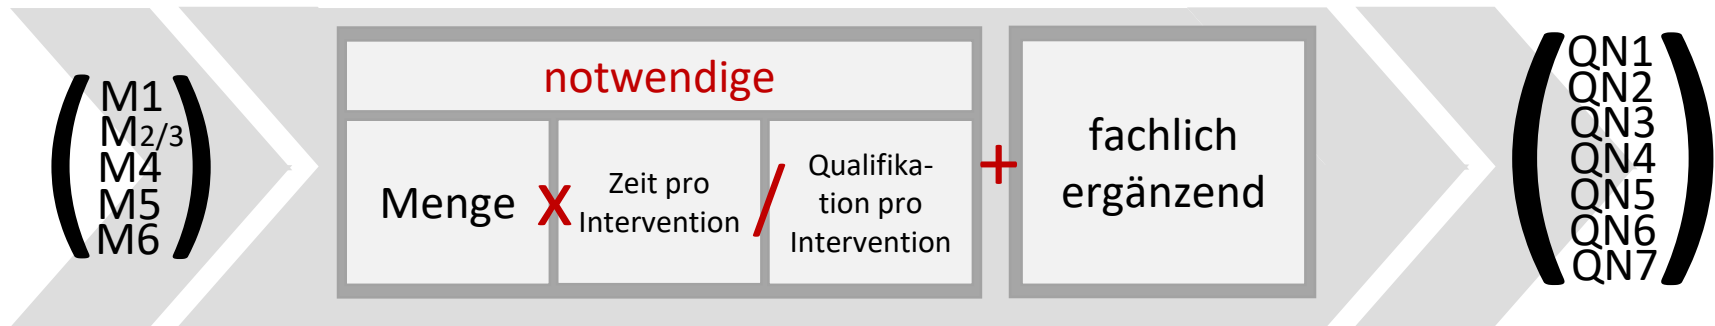 M1
M2/3
M4
M5
M6
notwendige
Menge
x
Zeit pro
Intervention
/
Qualifika-
tion pro
Intervention
+
fachlich
ergänzend
QN1
QN2
QN3
QN4
QN5
QN6
QN7